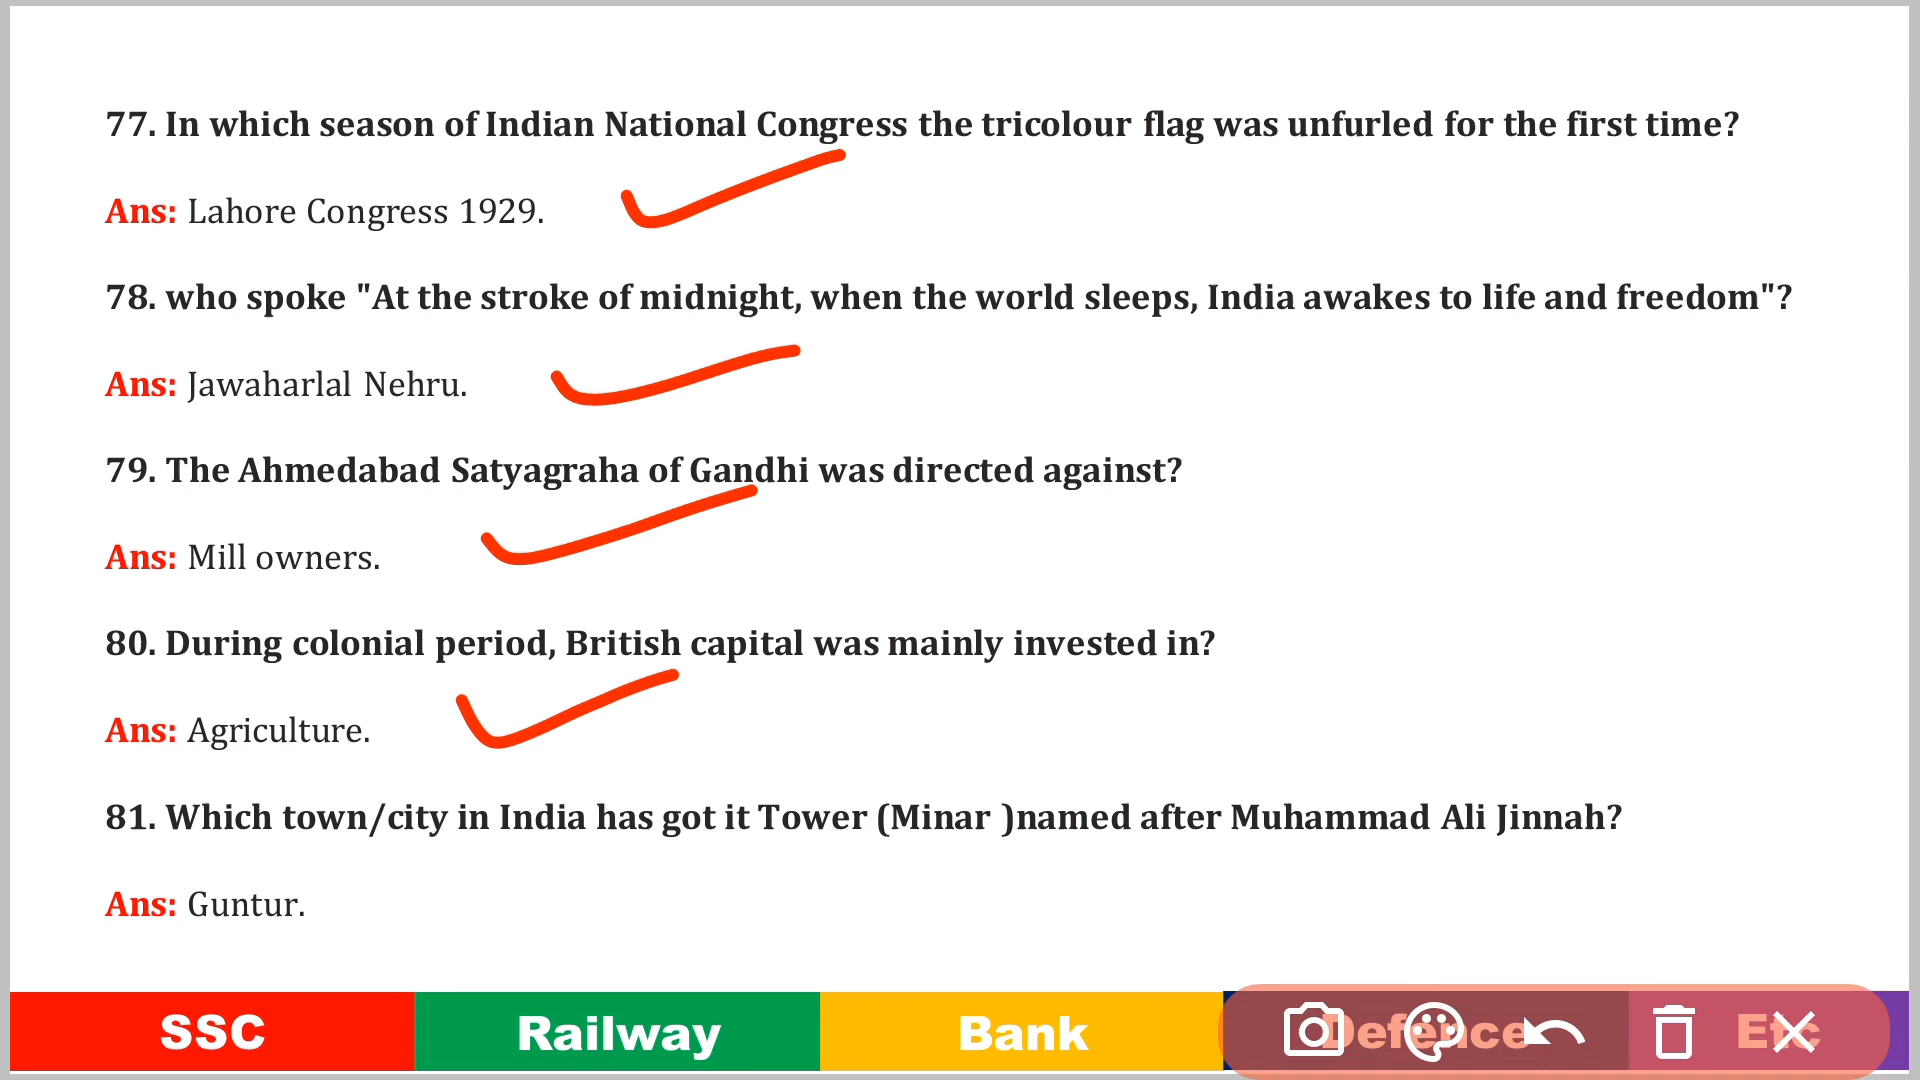 77. In which season of Indian National Congress the tricolour flag was unfurled for the first time?
Ans: Lahore Congress 1929.
78. who spoke "At the stroke of midnight, when the world sleeps, India awakes to life and freedom"?
Ans: Jawaharlal Nehru.
79. The Ahmedabad Satyagraha of Gandhi was directed against?
Ans: Mill owners.
80. During colonial period, British capital was mainly invested in?
Ans: Agriculture.
81. Which town/city in India has got it Tower (Minar )named after Muhammad Ali Jinnah?
Ans: Guntur.
SSC Railway Bank Defence Etc